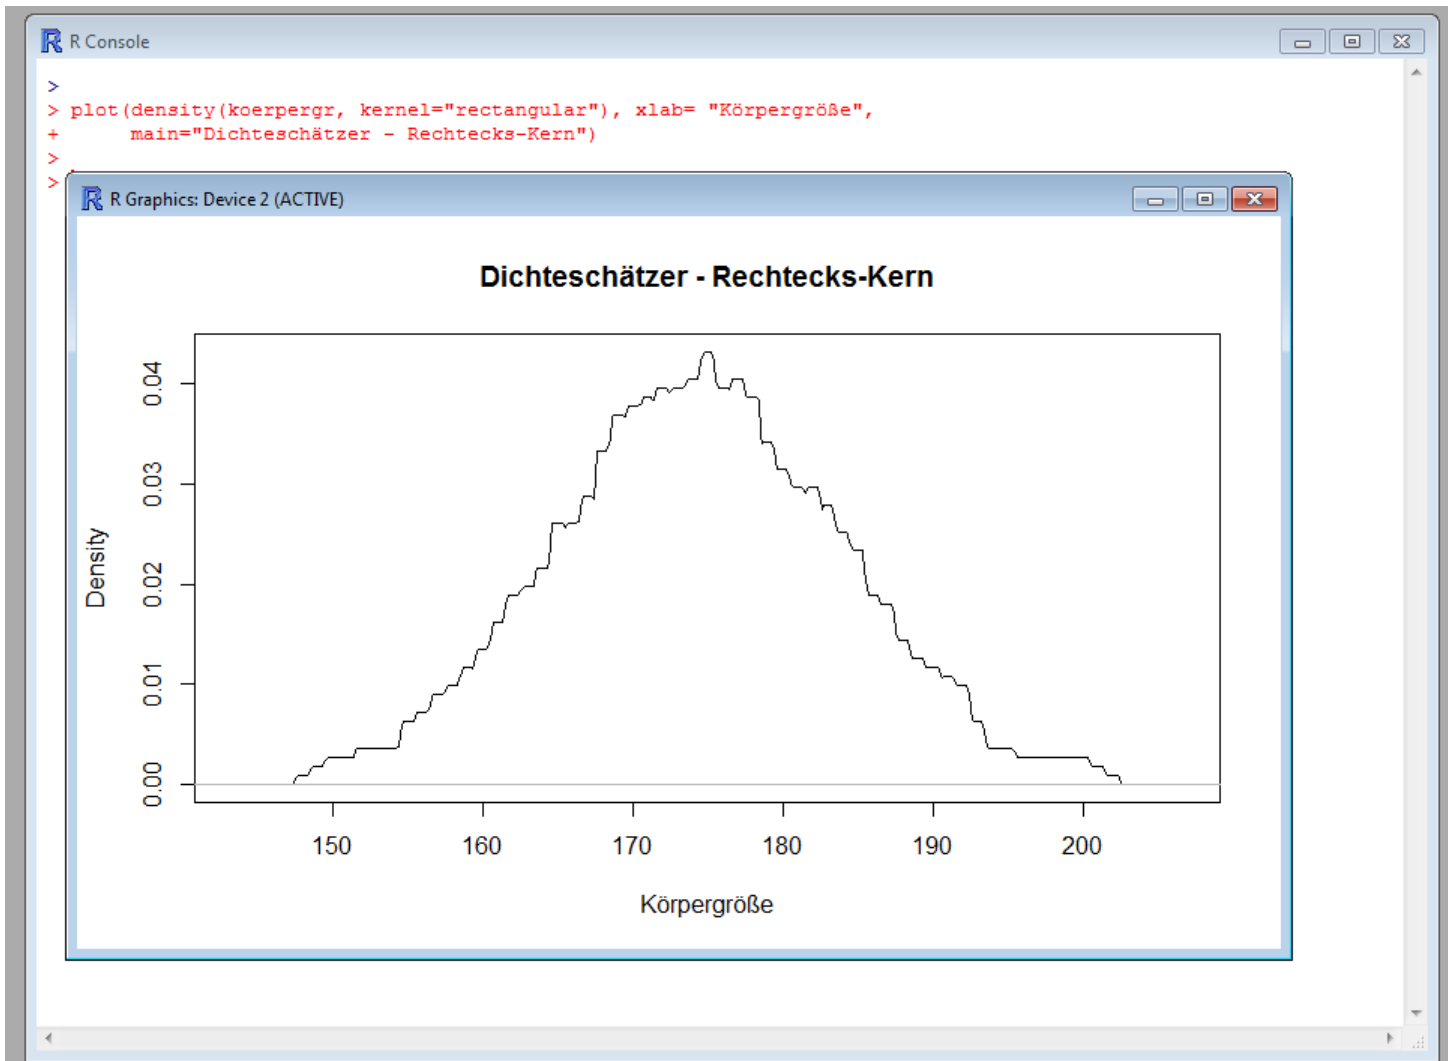 R Console
>
> plot(density(koerpergr, kernel="rectangular"), xlab= "Körpergröße",
+      main="Dichteschätzer - Rechtecks-Kern")
>
>
R Graphics: Device 2 (ACTIVE)
Dichteschätzer - Rechtecks-Kern
Density
0.04
0.03
0.02
0.01
0.00
150 160 170 180 190 200
Körpergröße